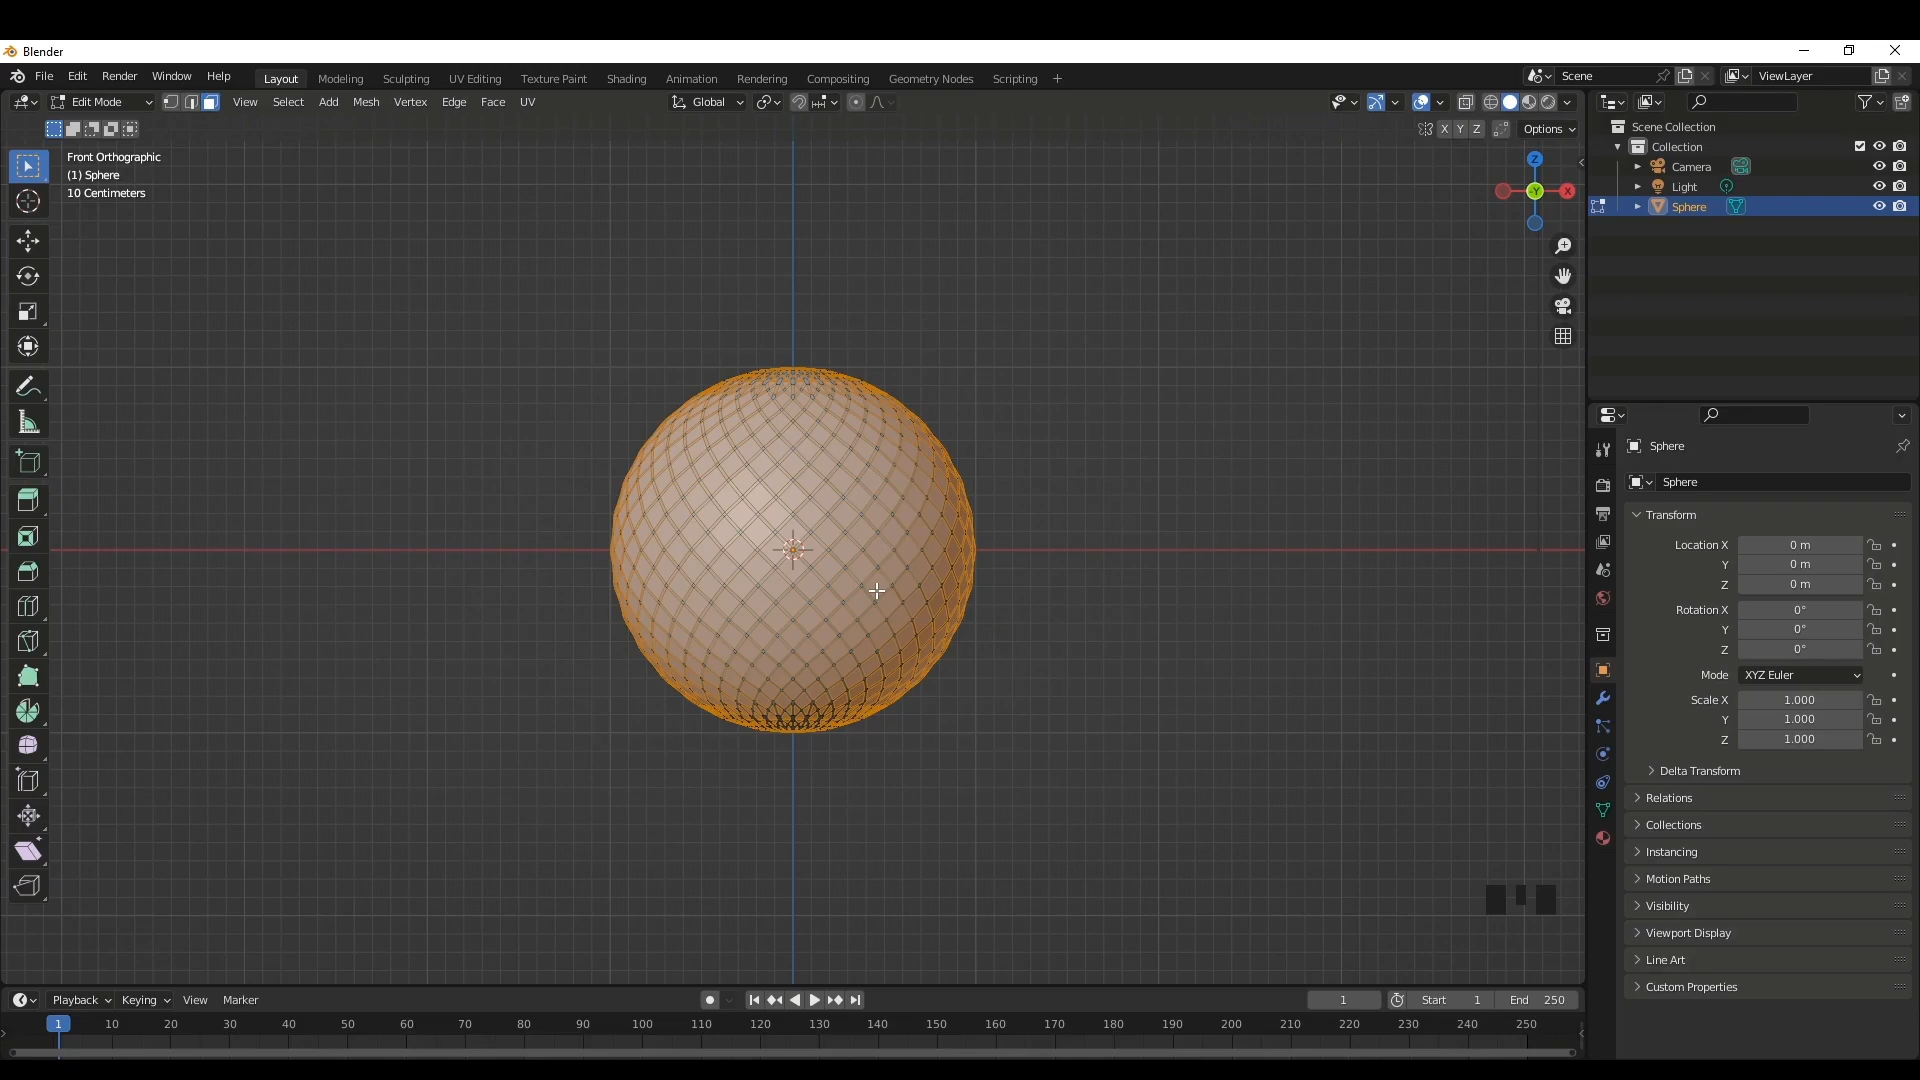 Blender
File Edit Render Window Help Layout Modeling Sculpting UV Editing Texture Paint Shading Animation Rendering Compositing Geometry Nodes Scripting + Scene ViewLayer
Edit Mode View Select Add Mesh Vertex Edge Face UV Global
X Y Z Options
Front Orthographic
(1) Sphere
10 Centimeters
Z
-Y X
Scene Collection
Collection
Camera
Light
Sphere
Sphere
Sphere
Transform
Location X 0 m
Y 0 m
Z 0 m
Rotation X 0°
Y 0°
Z 0°
Mode XYZ Euler
Scale X 1.000
Y 1.000
Z 1.000
Delta Transform
Relations
Collections
Instancing
Motion Paths
Visibility
Viewport Display
Line Art
Custom Properties
Playback Keying View Marker 1 Start 1 End 250
1 10 20 30 40 50 60 70 80 90 100 110 120 130 140 150 160 170 180 190 200 210 220 230 240 250